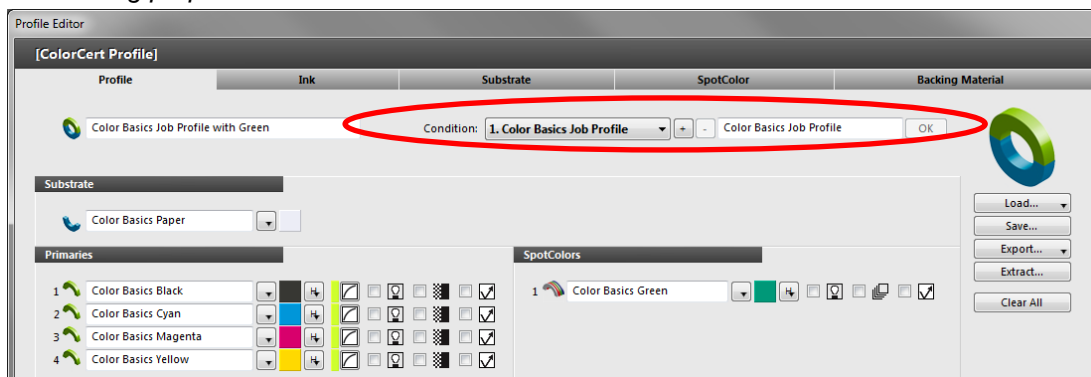 Profile Editor
[ColorCert Profile]
Profile Ink Substrate SpotColor Backing Material
Color Basics Job Profile with Green Condition: 1. Color Basics Job Profile + - Color Basics Job Profile OK
Substrate
Color Basics Paper
Load...
Save...
Export...
Extract...
Clear All
Primaries SpotColors
1 Color Basics Black 1 Color Basics Green
2 Color Basics Cyan
3 Color Basics Magenta
4 Color Basics Yellow